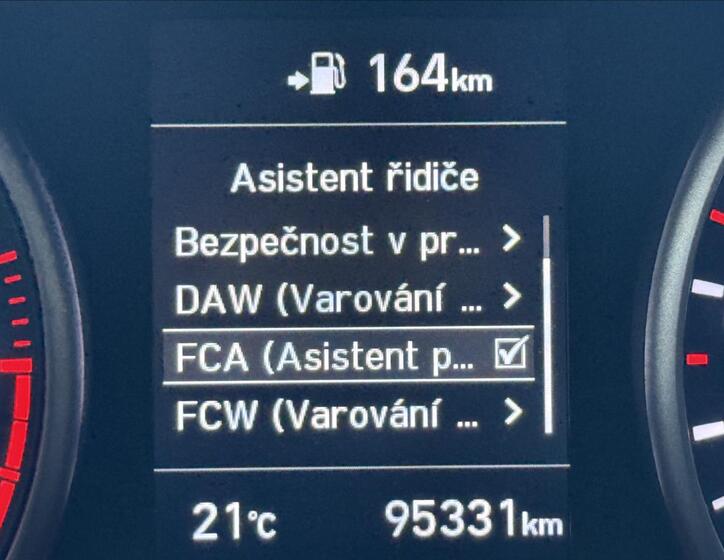 164km
Asistent řidiče
Bezpečnost v pr...
DAW (Varování ...
FCA (Asistent p...
FCW (Varování ...
21°C 95331km